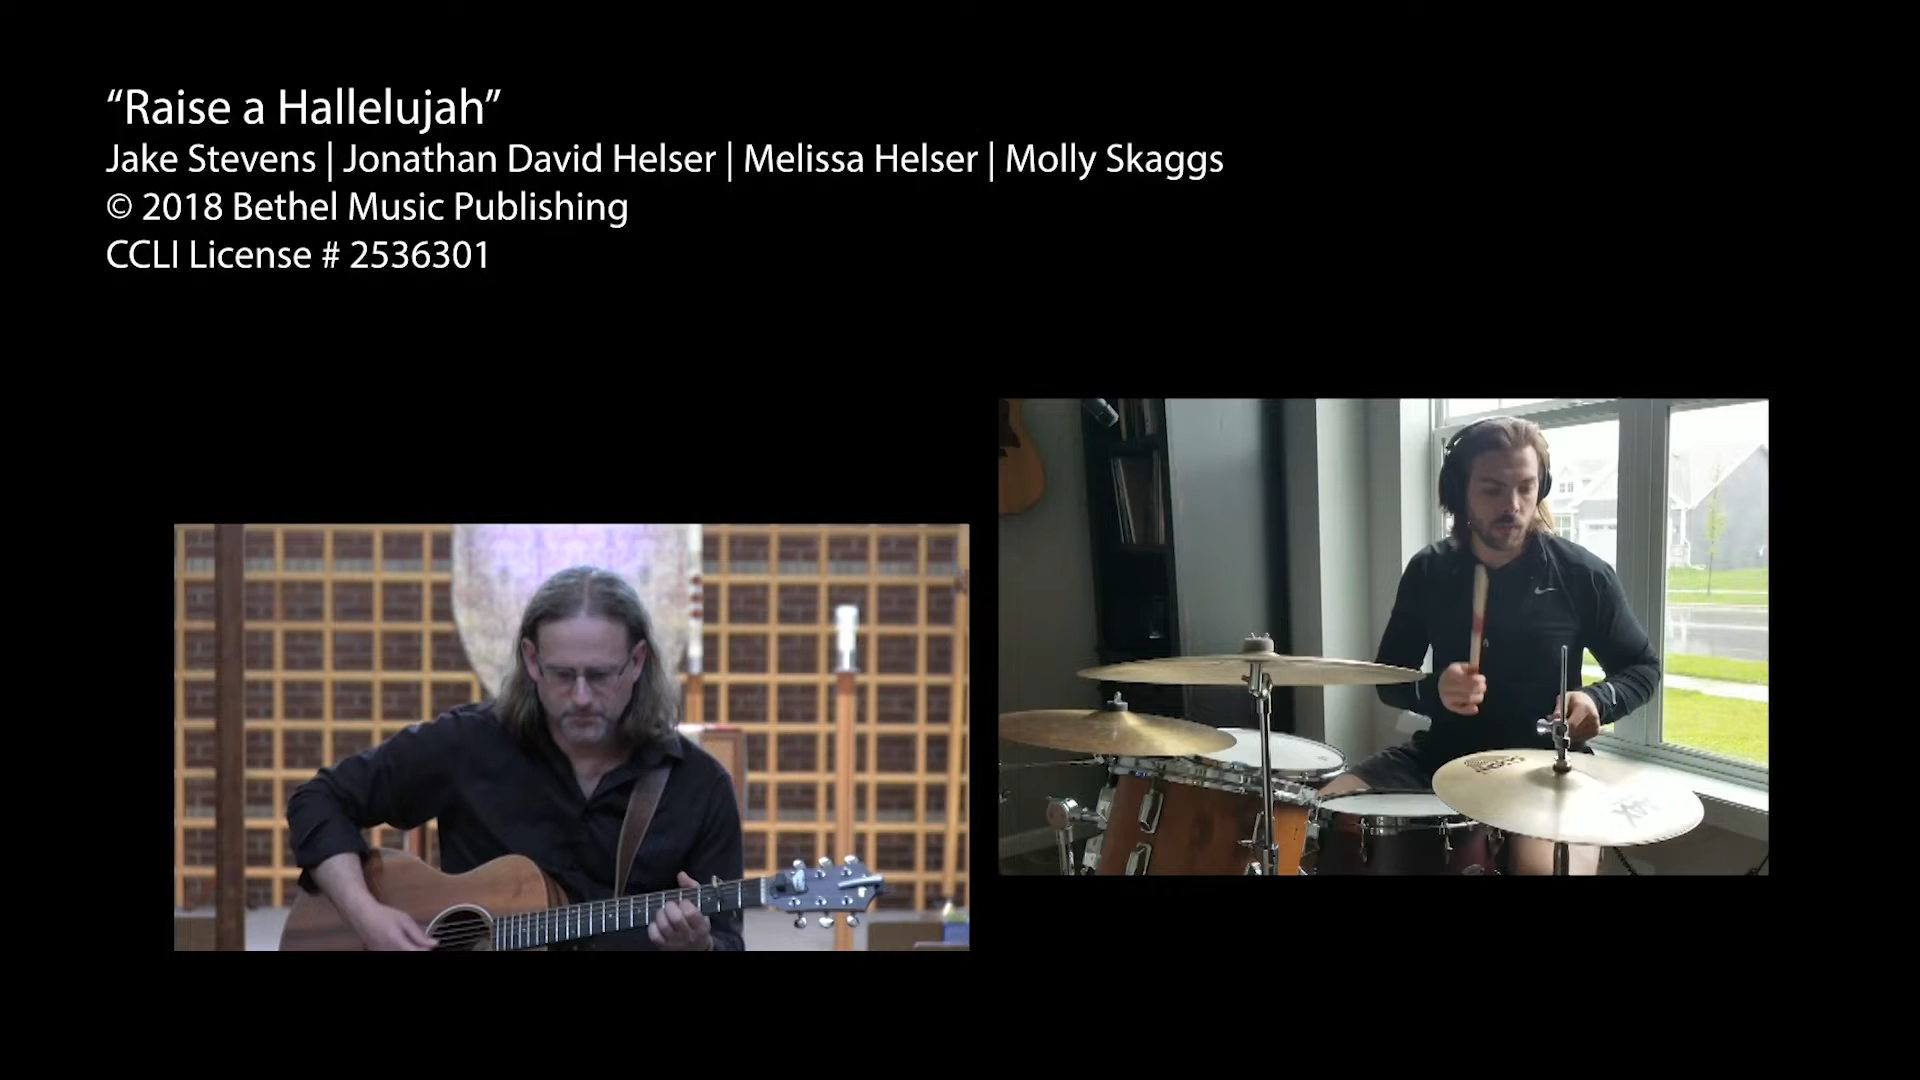 “Raise a Hallelujah”
Jake Stevens | Jonathan David Helser | Melissa Helser | Molly Skaggs
© 2018 Bethel Music Publishing
CCLI License # 2536301